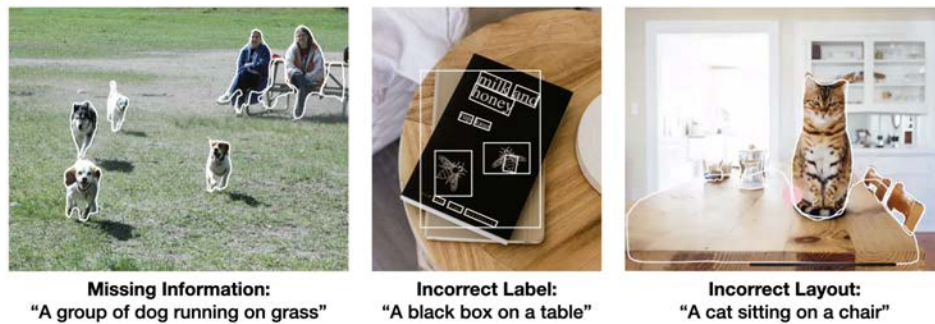 milk and
honey
Missing Information:
"A group of dog running on grass"
Incorrect Label:
"A black box on a table"
Incorrect Layout:
"A cat sitting on a chair"